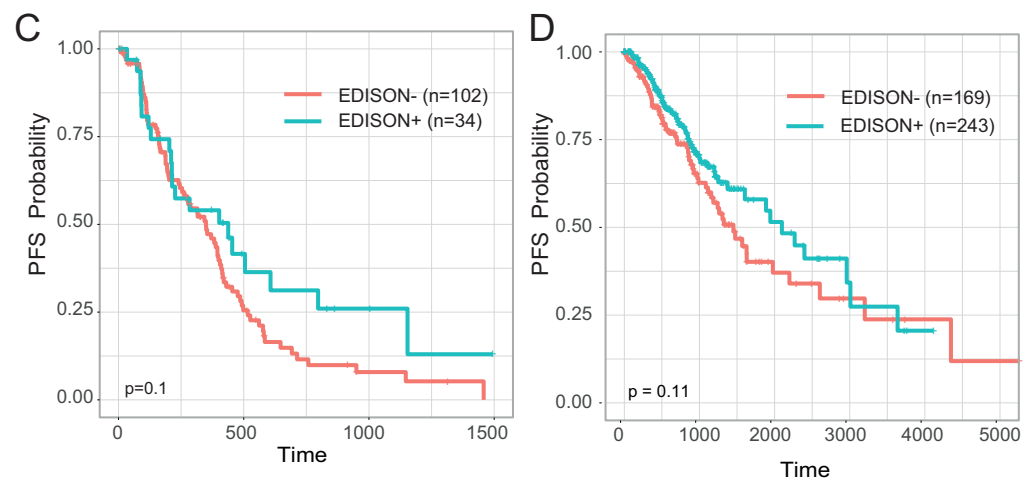 C
PFS Probability
1.00
0.75
0.50
0.25
0.00
EDISON- (n=102)
EDISON+ (n=34)
p=0.1
0 500 1000 1500
Time
D
PFS Probability
1.00
0.75
0.50
0.25
0.00
EDISON- (n=169)
EDISON+ (n=243)
p = 0.11
0 1000 2000 3000 4000 5000
Time